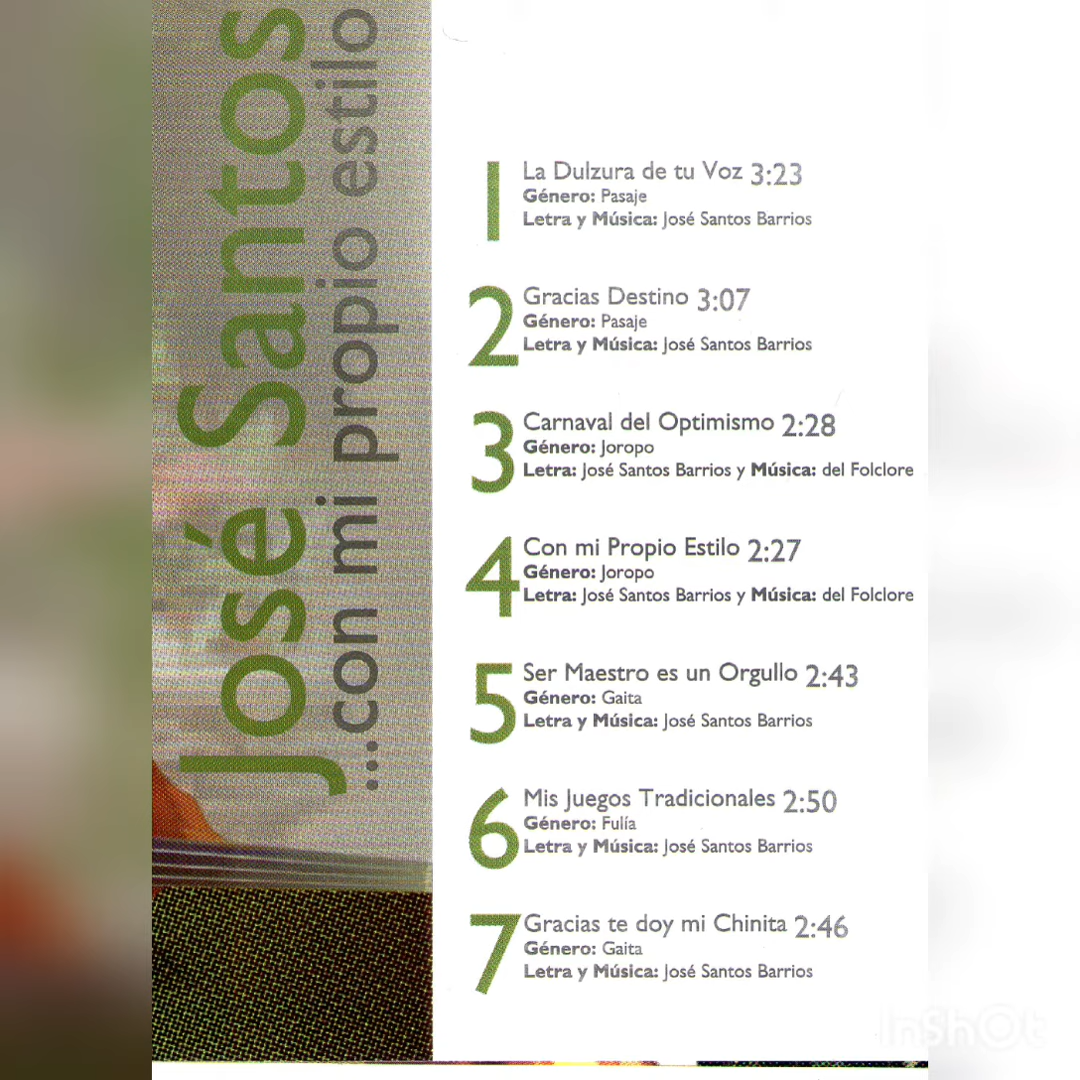 José Santos
...con mi propio estilo
1
La Dulzura de tu Voz 3:23
Género: Pasaje
Letra y Música: José Santos Barrios
2
Gracias Destino 3:07
Género: Pasaje
Letra y Música: José Santos Barrios
3
Carnaval del Optimismo 2:28
Género: Joropo
Letra: José Santos Barrios y Música: del Folclore
4
Con mi Propio Estilo 2:27
Género: Joropo
Letra: José Santos Barrios y Música: del Folclore
5
Ser Maestro es un Orgullo 2:43
Género: Gaita
Letra y Música: José Santos Barrios
6
Mis Juegos Tradicionales 2:50
Género: Fulía
Letra y Música: José Santos Barrios
7
Gracias te doy mi Chinita 2:46
Género: Gaita
Letra y Música: José Santos Barrios
InShOt